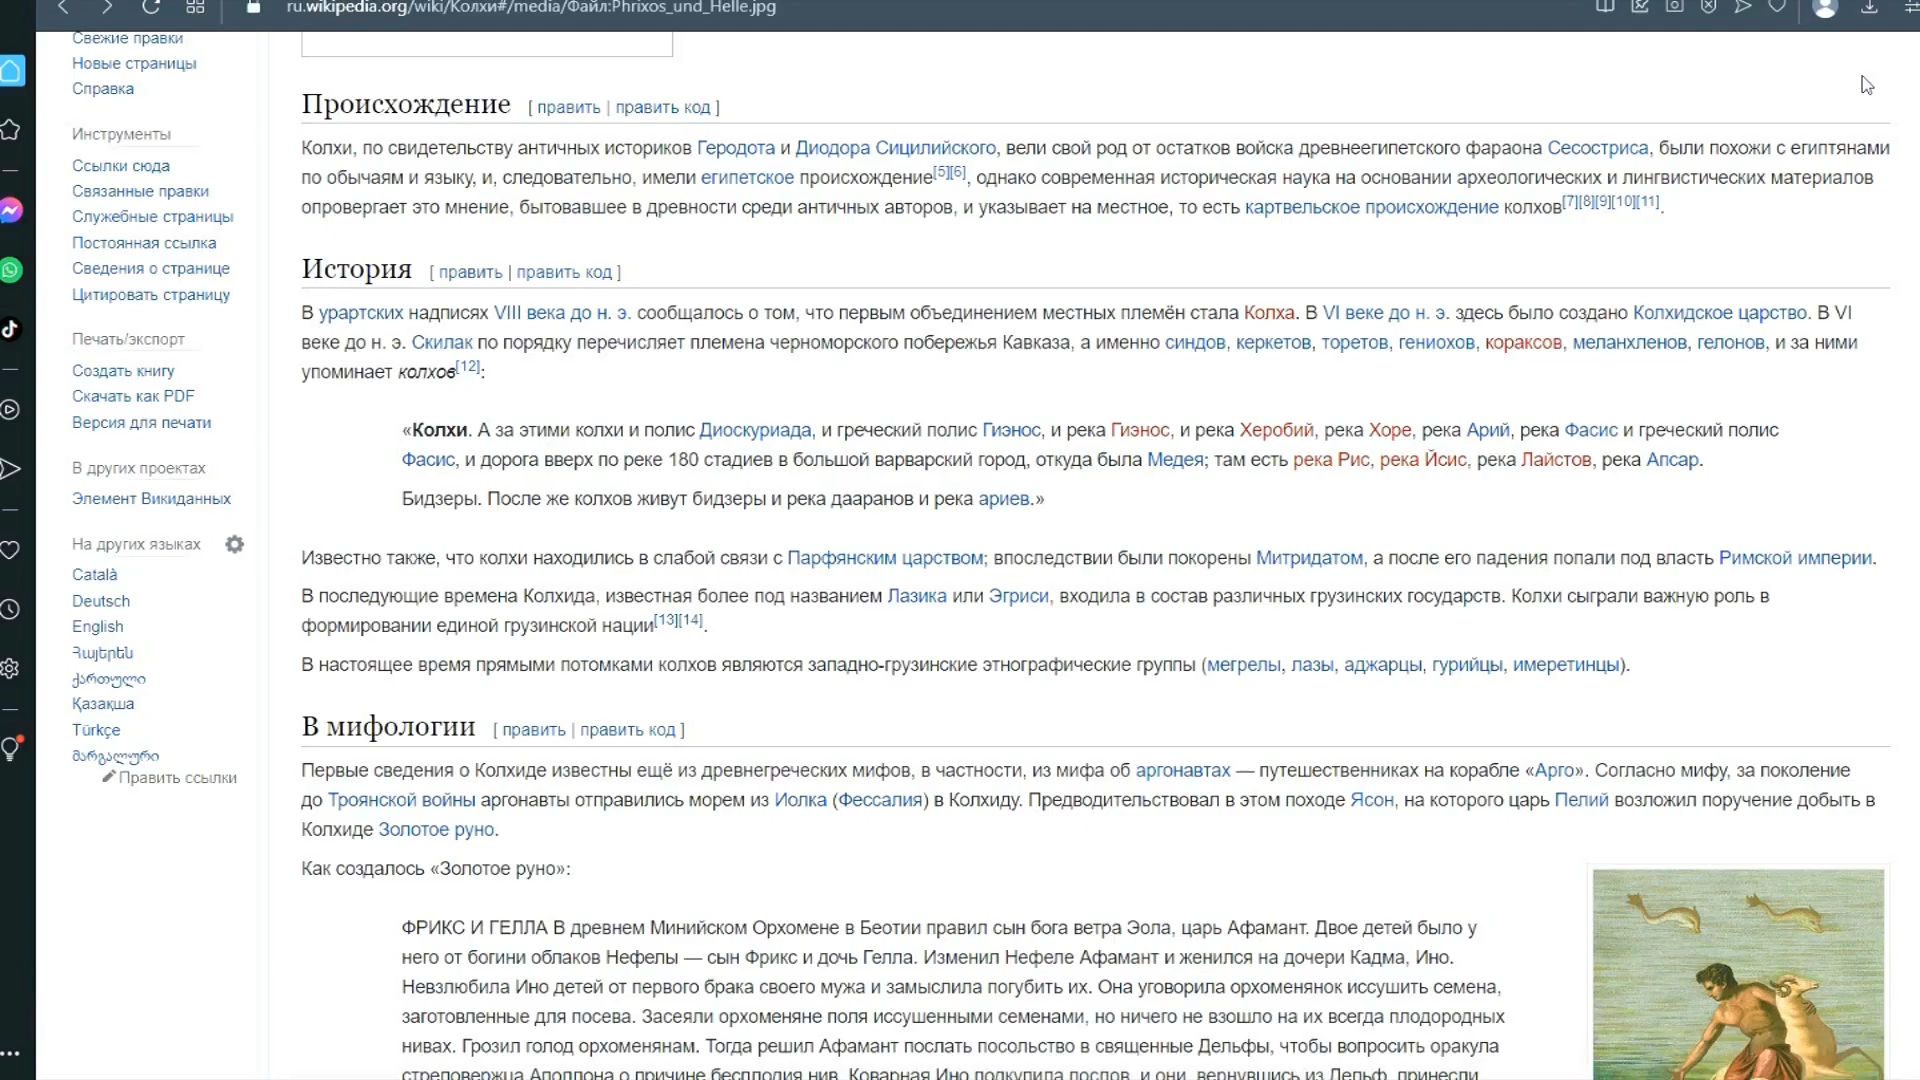 ru.wikipedia.org/wiki/Колхи#/media/Файл:Phrixos_und_Helle.jpg
Свежие правки
Новые страницы
Справка
Инструменты
Ссылки сюда
Связанные правки
Служебные страницы
Постоянная ссылка
Сведения о странице
Цитировать страницу
Печать/экспорт
Создать книгу
Скачать как PDF
Версия для печати
В других проектах
Элемент Викиданных
На других языках
Català
Deutsch
English
Հայերեն
ქართული
Қазақша
Türkçe
მარგალური
Править ссылки
Происхождение [ править | править код ]
Колхи, по свидетельству античных историков Геродота и Диодора Сицилийского, вели свой род от остатков войска древнеегипетского фараона Сесостриса, были похожи с египтянами
по обычаям и языку, и, следовательно, имели египетское происхождение[5][6], однако современная историческая наука на основании археологических и лингвистических материалов
опровергает это мнение, бытовавшее в древности среди античных авторов, и указывает на местное, то есть картвельское происхождение колхов[7][8][9][10][11].
История [ править | править код ]
В урартских надписях VIII века до н. э. сообщалось о том, что первым объединением местных племён стала Колха. В VI веке до н. э. здесь было создано Колхидское царство. В VI
веке до н. э. Скилак по порядку перечисляет племена черноморского побережья Кавказа, а именно синдов, керкетов, торетов, гениохов, кораксов, меланхленов, гелонов, и за ними
упоминает колхов[12]:
«Колхи. А за этими колхи и полис Диоскуриада, и греческий полис Гиэнос, и река Гиэнос, и река Херобий, река Хоре, река Арий, река Фасис и греческий полис
Фасис, и дорога вверх по реке 180 стадиев в большой варварский город, откуда была Медея; там есть река Рис, река Йсис, река Лайстов, река Апсар.
Бидзеры. После же колхов живут бидзеры и река дааранов и река ариев.»
Известно также, что колхи находились в слабой связи с Парфянским царством; впоследствии были покорены Митридатом, а после его падения попали под власть Римской империи.
В последующие времена Колхида, известная более под названием Лазика или Эгриси, входила в состав различных грузинских государств. Колхи сыграли важную роль в
формировании единой грузинской нации[13][14].
В настоящее время прямыми потомками колхов являются западно-грузинские этнографические группы (мегрелы, лазы, аджарцы, гурийцы, имеретинцы).
В мифологии [ править | править код ]
Первые сведения о Колхиде известны ещё из древнегреческих мифов, в частности, из мифа об аргонавтах — путешественниках на корабле «Арго». Согласно мифу, за поколение
до Троянской войны аргонавты отправились морем из Иолка (Фессалия) в Колхиду. Предводительствовал в этом походе Ясон, на которого царь Пелий возложил поручение добыть в
Колхиде Золотое руно.
Как создалось «Золотое руно»:
ФРИКС И ГЕЛЛА В древнем Минийском Орхомене в Беотии правил сын бога ветра Эола, царь Афамант. Двое детей было у
него от богини облаков Нефелы — сын Фрикс и дочь Гелла. Изменил Нефеле Афамант и женился на дочери Кадма, Ино.
Невзлюбила Ино детей от первого брака своего мужа и замыслила погубить их. Она уговорила орхоменянок иссушить семена,
заготовленные для посева. Засеяли орхоменяне поля иссушенными семенами, но ничего не взошло на их всегда плодородных
нивах. Грозил голод орхоменянам. Тогда решил Афамант послать посольство в священные Дельфы, чтобы вопросить оракула
стреловержца Аполлона о причине бесплодия нив. Коварная Ино подкупила послов, и они, вернувшись из Дельф, принесли